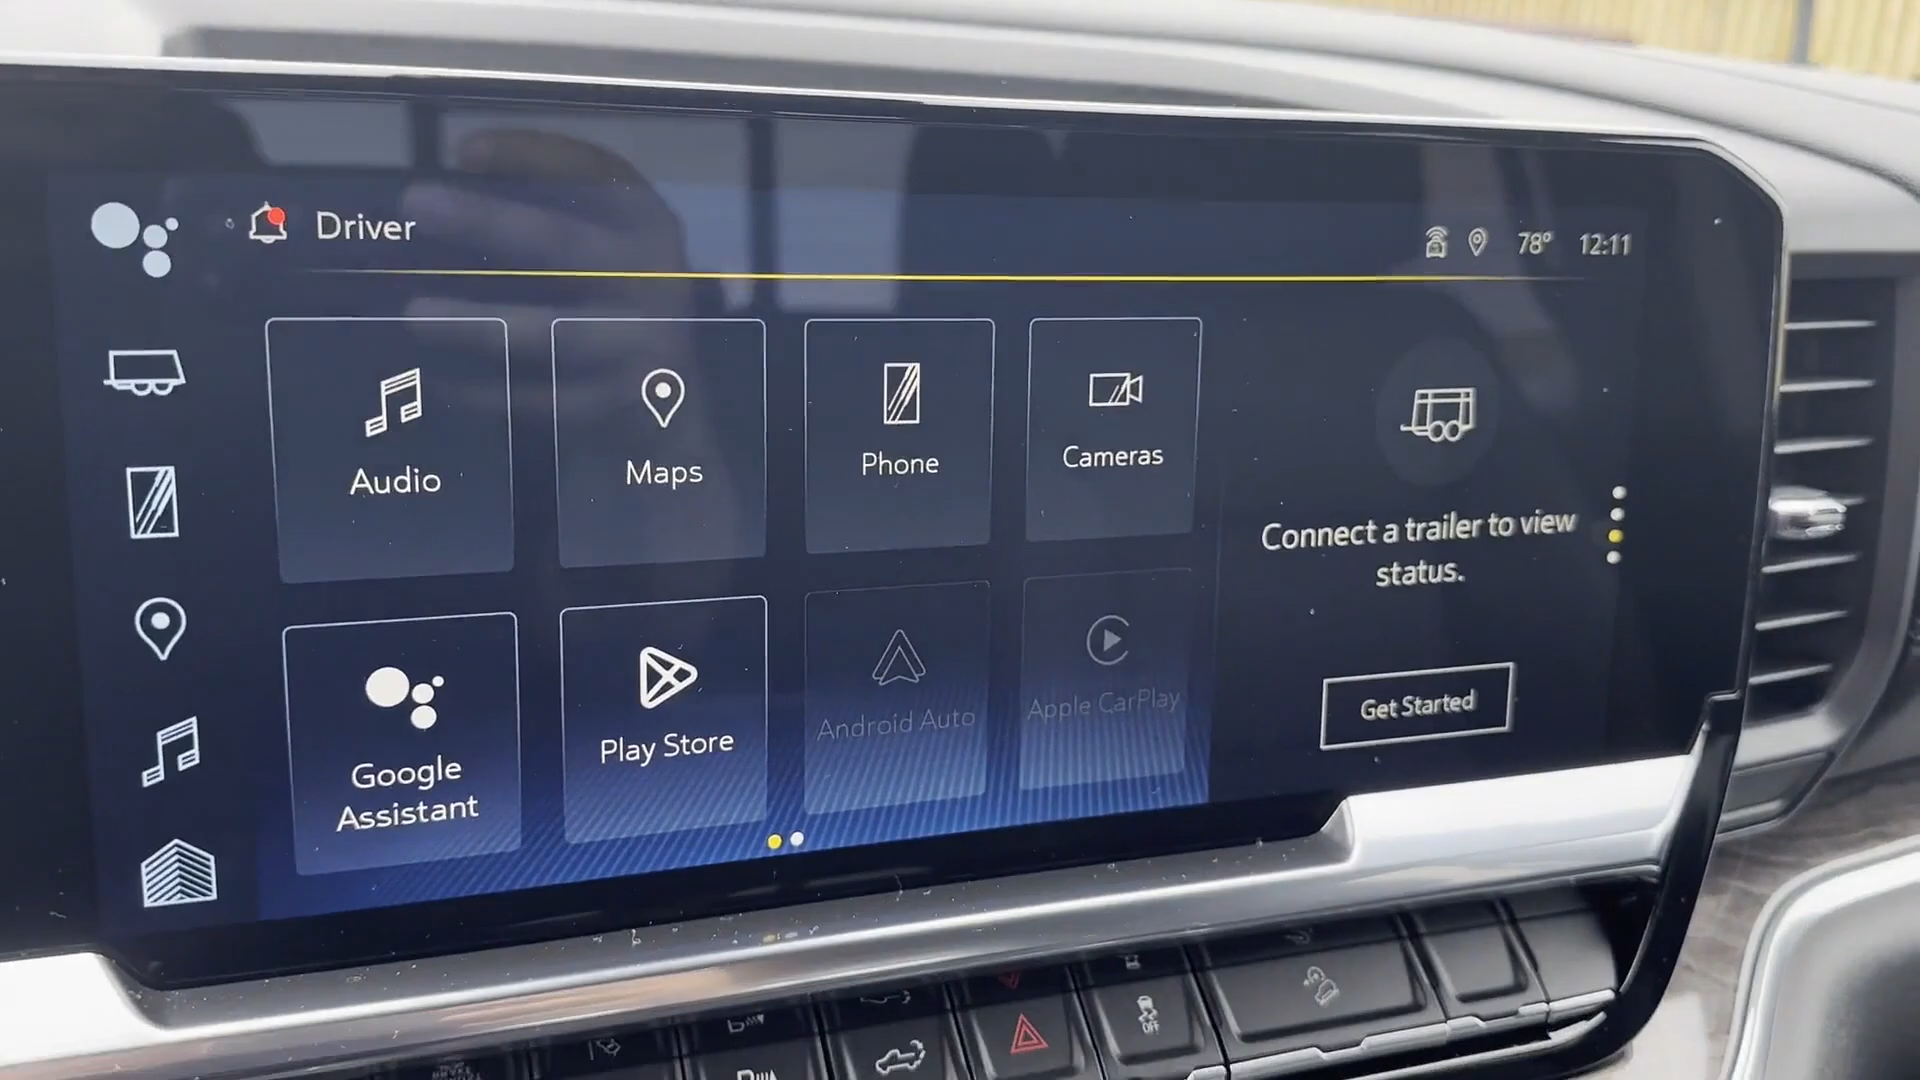 Driver
78° 12:11
Audio
Maps
Phone
Cameras
Connect a trailer to view
status.
Google
Assistant
Play Store
Android Auto
Apple CarPlay
Get Started
OFF